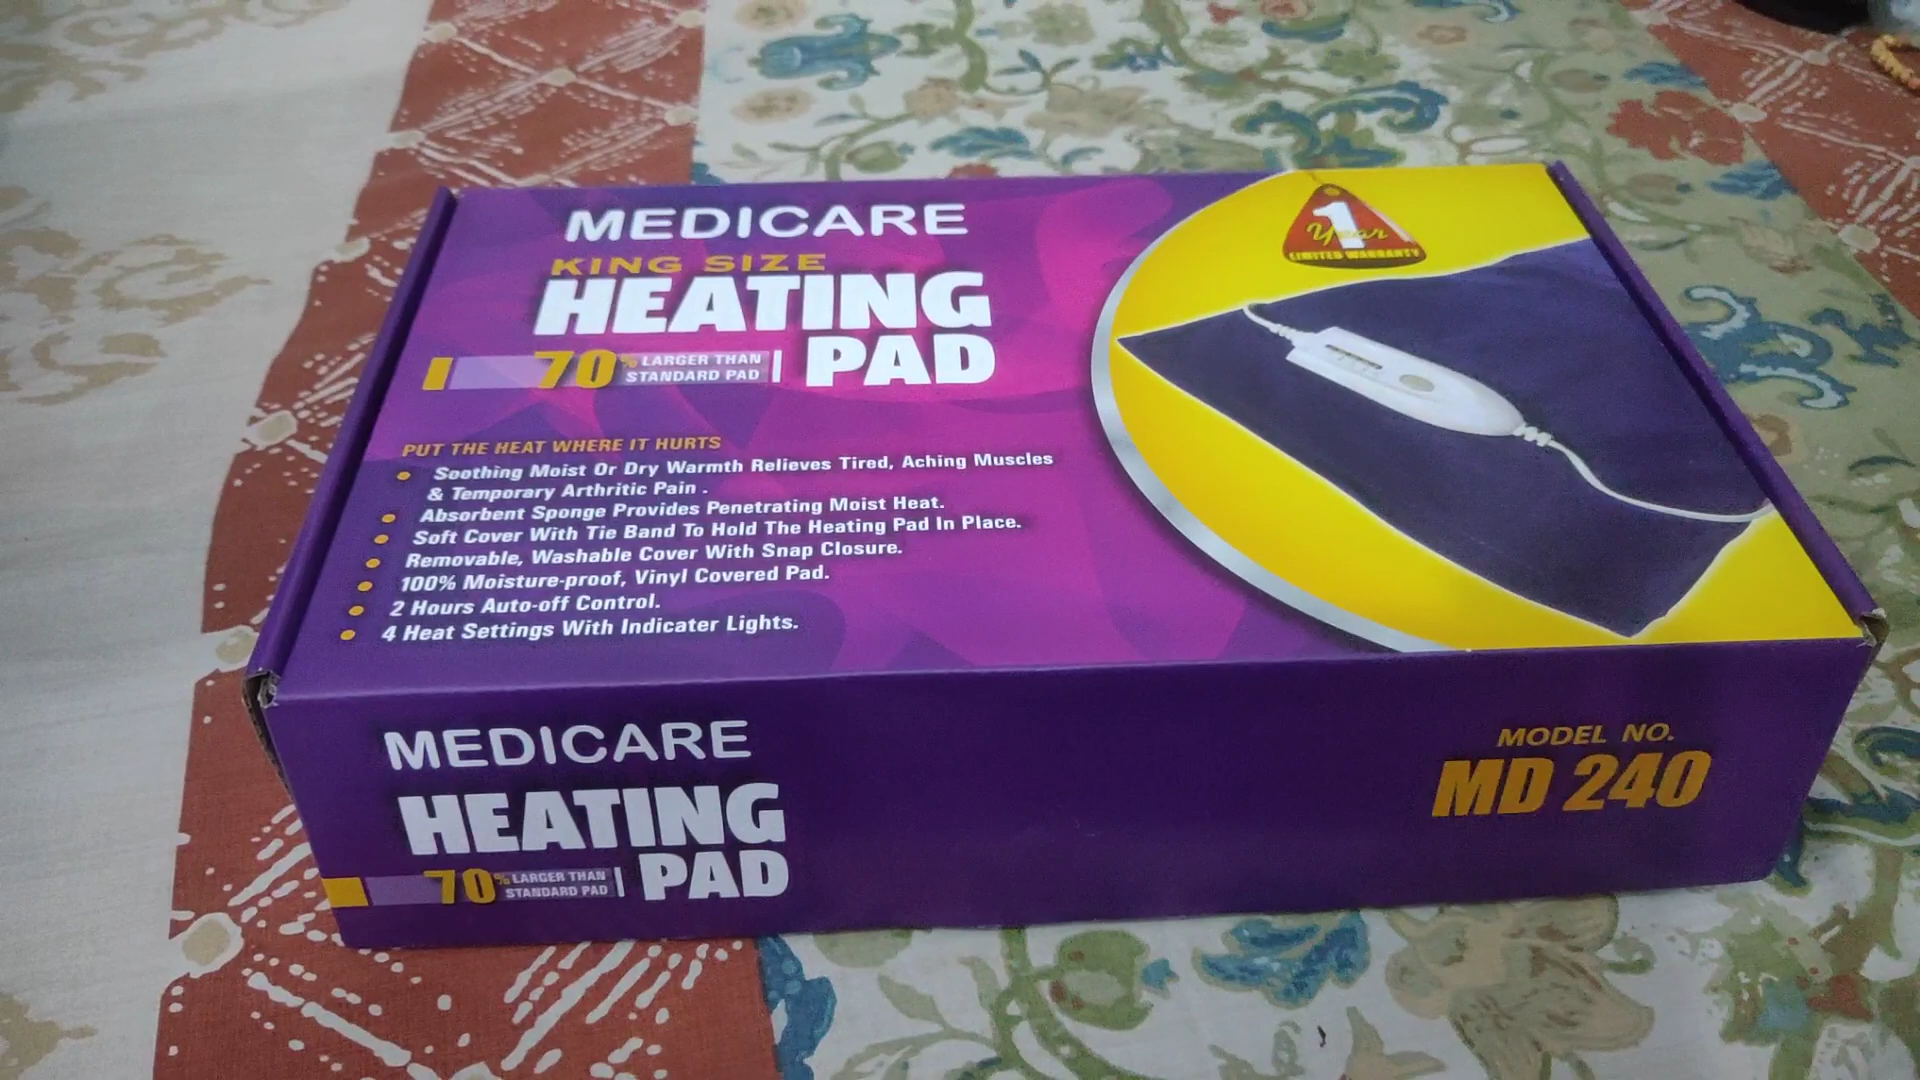 MEDICARE
KING SIZE
HEATING
70% LARGER THAN
STANDARD PAD
PAD
1
Year
LIMITED WARRANTY
PUT THE HEAT WHERE IT HURTS
Soothing Moist Or Dry Warmth Relieves Tired, Aching Muscles
& Temporary Arthritic Pain .
Absorbent Sponge Provides Penetrating Moist Heat.
Soft Cover With Tie Band To Hold The Heating Pad In Place.
Removable, Washable Cover With Snap Closure.
100% Moisture-proof, Vinyl Covered Pad.
2 Hours Auto-off Control.
4 Heat Settings With Indicater Lights.
MEDICARE
HEATING
70% LARGER THAN
STANDARD PAD
PAD
MODEL NO.
MD 240